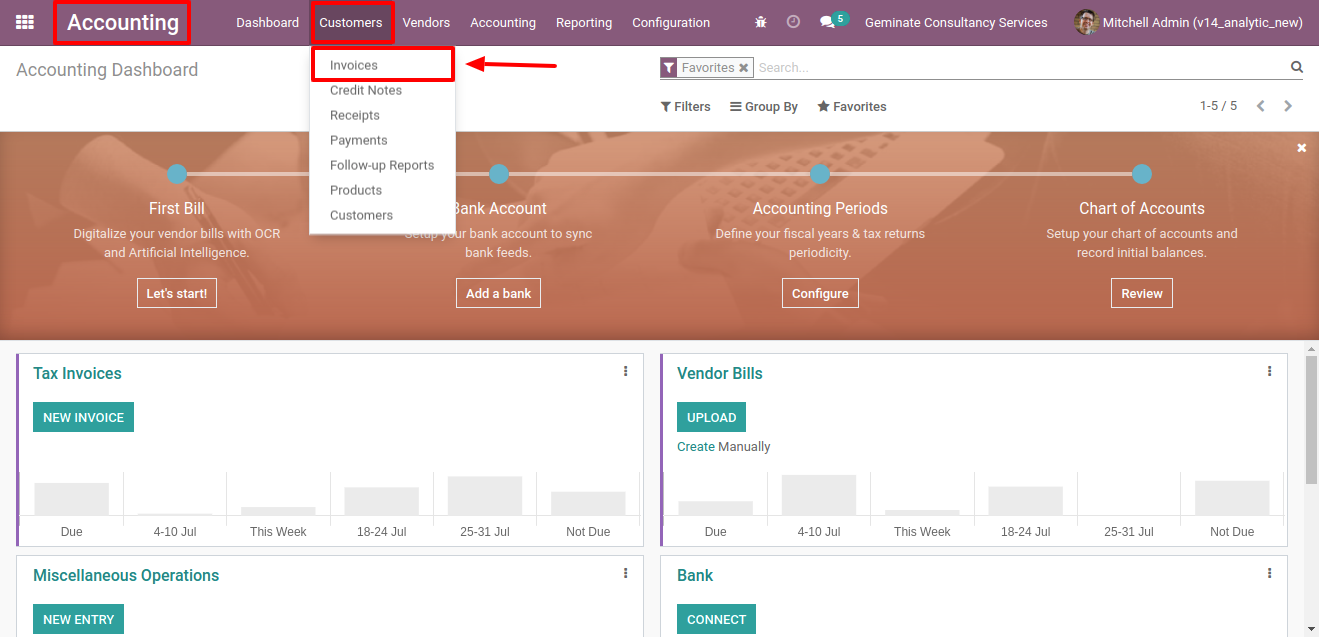 Accounting Dashboard Customers Vendors Accounting Reporting Configuration 5 Geminate Consultancy Services Mitchell Admin (v14_analytic_new)
Accounting Dashboard
Invoices
Credit Notes
Receipts
Payments
Follow-up Reports
Products
Customers
Favorites Search...
Filters Group By Favorites 1-5 / 5
First Bill
Digitalize your vendor bills with OCR
and Artificial Intelligence.
Let's start!
Bank Account
Setup your bank account to sync
bank feeds.
Add a bank
Accounting Periods
Define your fiscal years & tax returns
periodicity.
Configure
Chart of Accounts
Setup your chart of accounts and
record initial balances.
Review
Tax Invoices
NEW INVOICE
Due 4-10 Jul This Week 18-24 Jul 25-31 Jul Not Due
Vendor Bills
UPLOAD
Create Manually
Due 4-10 Jul This Week 18-24 Jul 25-31 Jul Not Due
Miscellaneous Operations
NEW ENTRY
Bank
CONNECT